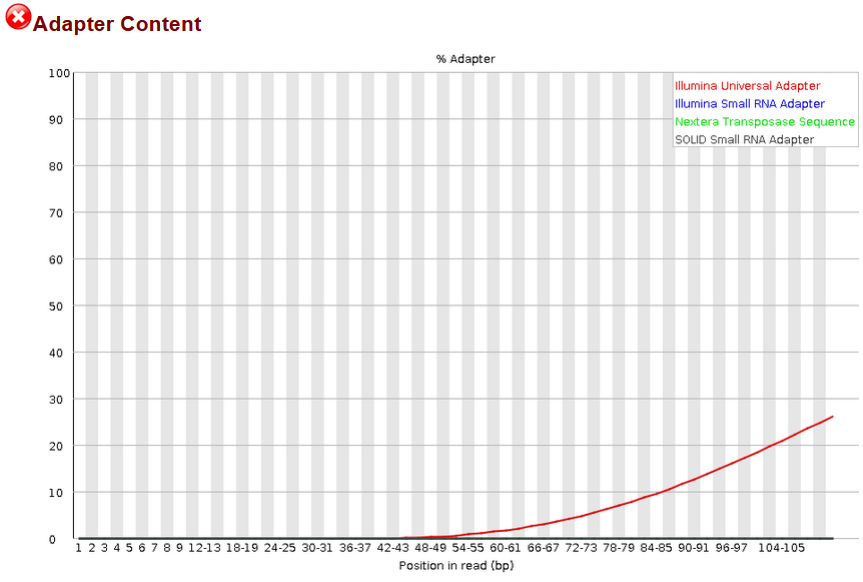 Adapter Content
% Adapter
Illumina Universal Adapter
Illumina Small RNA Adapter
Nextera Transposase Sequence
SOLID Small RNA Adapter
100
90
80
70
60
50
40
30
20
10
0
1 2 3 4 5 6 7 8 9 12-13 18-19 24-25 30-31 36-37 42-43 48-49 54-55 60-61 66-67 72-73 78-79 84-85 90-91 96-97 104-105
Position in read (bp)